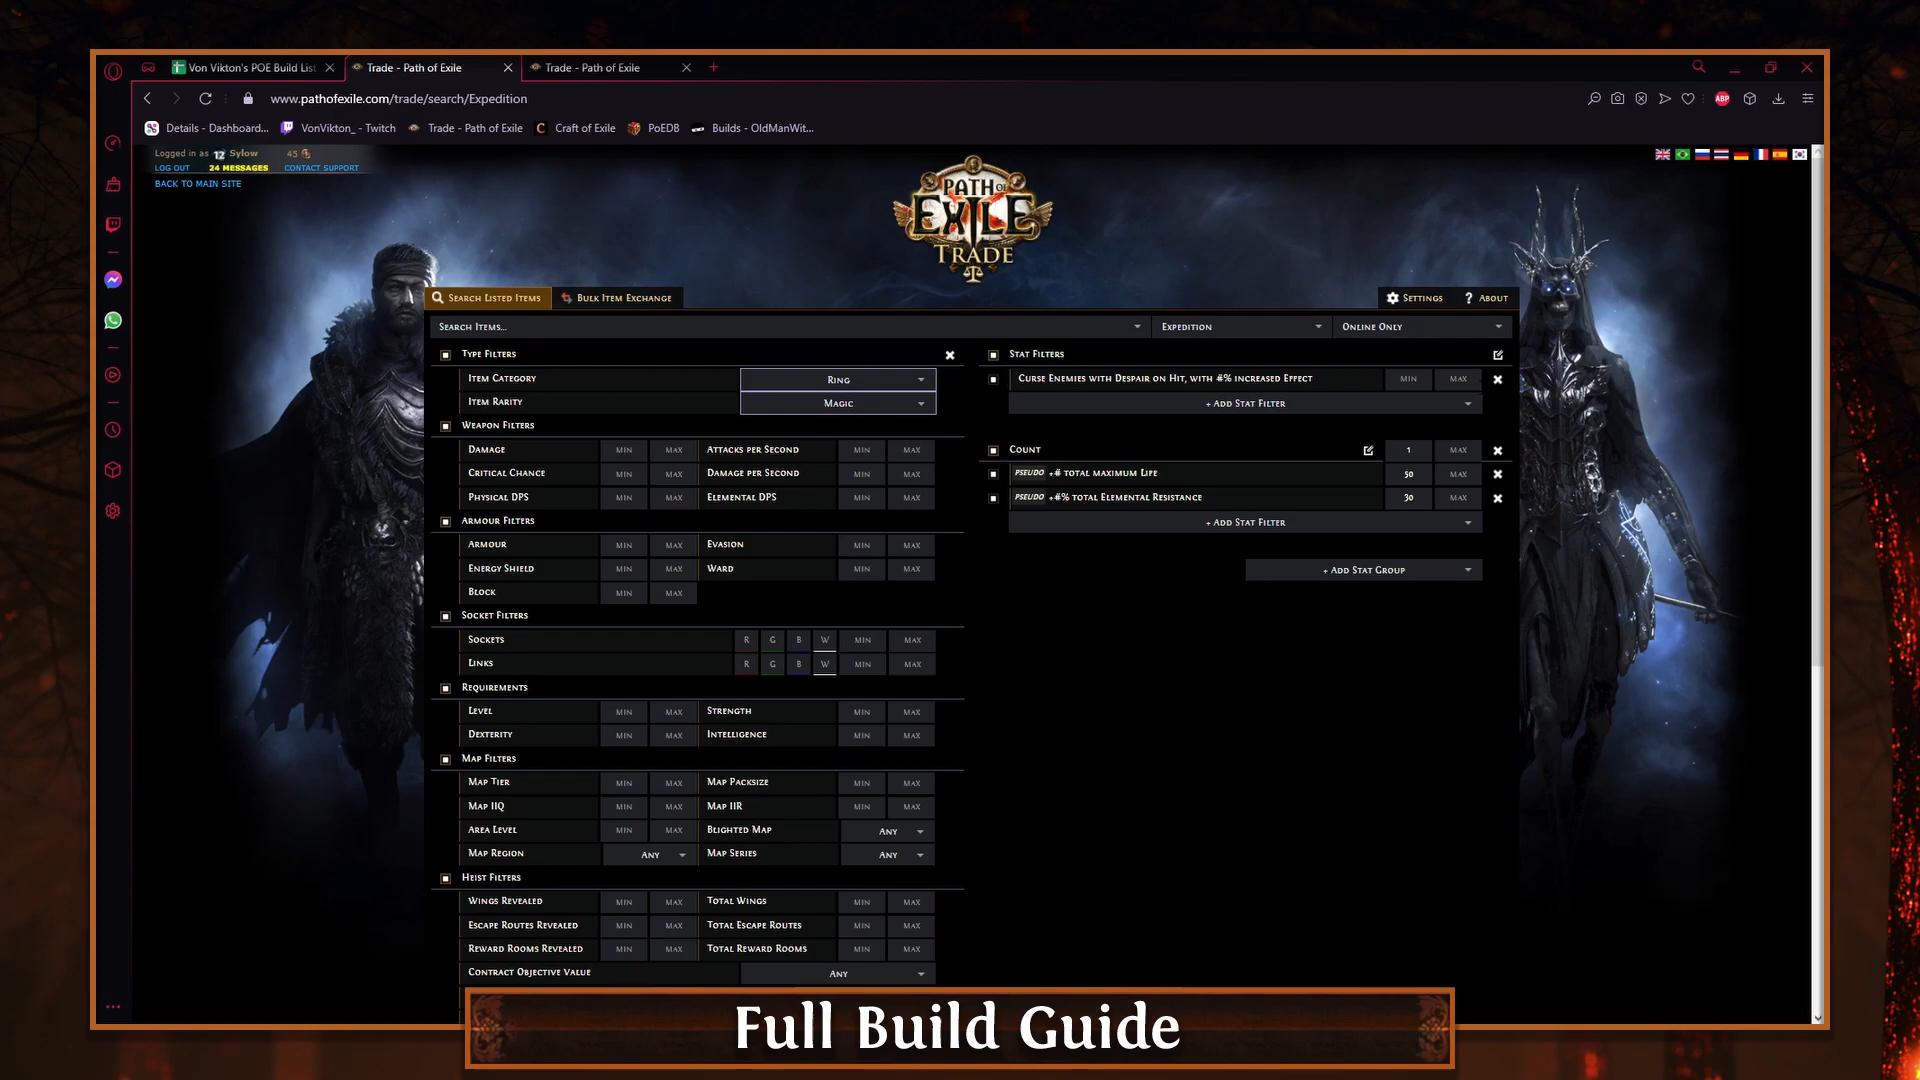 Von Vikton's POE Build List
Trade - Path of Exile
Trade - Path of Exile
www.pathofexile.com/trade/search/Expedition
ABP
Details - Dashboard...
VonVikton_ - Twitch
Trade - Path of Exile
Craft of Exile
PoEDB
Builds - OldManWit...
Logged in as 12 Sylow 45
LOG OUT 24 MESSAGES CONTACT SUPPORT
BACK TO MAIN SITE
PATH OF
EXILE
TRADE
Search Listed Items
Bulk Item Exchange
Settings
? About
Search Items...
Expedition
Online Only
Type Filters
Item Category Ring
Item Rarity Magic
Weapon Filters
Damage MIN MAX Attacks per Second MIN MAX
Critical Chance MIN MAX Damage per Second MIN MAX
Physical DPS MIN MAX Elemental DPS MIN MAX
Armour Filters
Armour MIN MAX Evasion MIN MAX
Energy Shield MIN MAX Ward MIN MAX
Block MIN MAX
Socket Filters
Sockets R G B W MIN MAX
Links R G B W MIN MAX
Requirements
Level MIN MAX Strength MIN MAX
Dexterity MIN MAX Intelligence MIN MAX
Map Filters
Map Tier MIN MAX Map Packsize MIN MAX
Map IIQ MIN MAX Map IIR MIN MAX
Area Level MIN MAX Blighted Map Any
Map Region Any Map Series Any
Heist Filters
Wings Revealed MIN MAX Total Wings MIN MAX
Escape Routes Revealed MIN MAX Total Escape Routes MIN MAX
Reward Rooms Revealed MIN MAX Total Reward Rooms MIN MAX
Contract Objective Value Any
Stat Filters
Curse Enemies with Despair on Hit, with #% increased Effect MIN MAX
+ Add Stat Filter
Count 1 MAX
PSEUDO +# total maximum Life 50 MAX
PSEUDO +#% total Elemental Resistance 30 MAX
+ Add Stat Filter
+ Add Stat Group
Full Build Guide